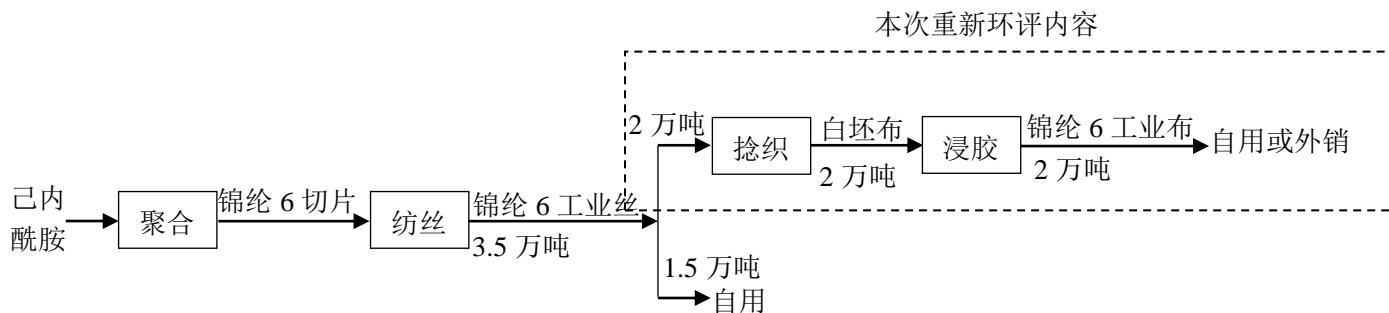 本次重新环评内容
2 万吨
捻织
白坯布
2 万吨
浸胶
锦纶 6 工业布
2 万吨
自用或外销
己内
酰胺
聚合
锦纶 6 切片
纺丝
锦纶 6 工业丝
3.5 万吨
1.5 万吨
自用